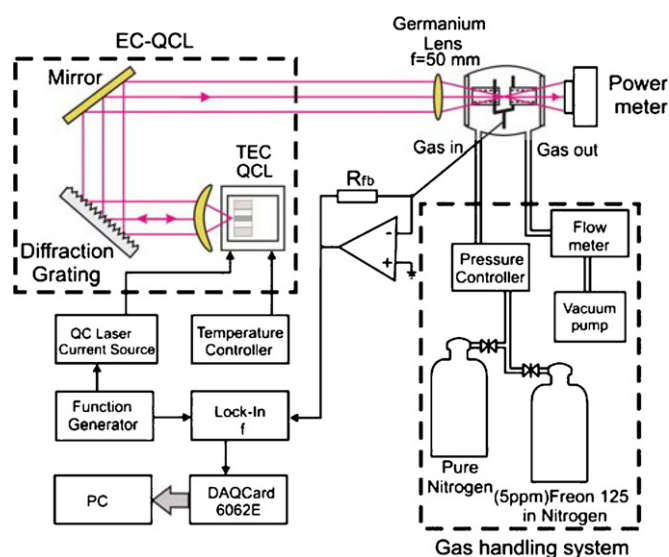 EC-QCL
Mirror
Germanium
Lens
f=50 mm
Power
meter
Gas in
Gas out
TEC
QCL
Rfb
-
+
Diffraction
Grating
Flow
meter
Pressure
Controller
Vacuum
pump
QC Laser
Current Source
Temperature
Controller
Function
Generator
Lock-In
f
PC
DAQCard
6062E
Pure
Nitrogen
(5ppm)Freon 125
in Nitrogen
Gas handling system